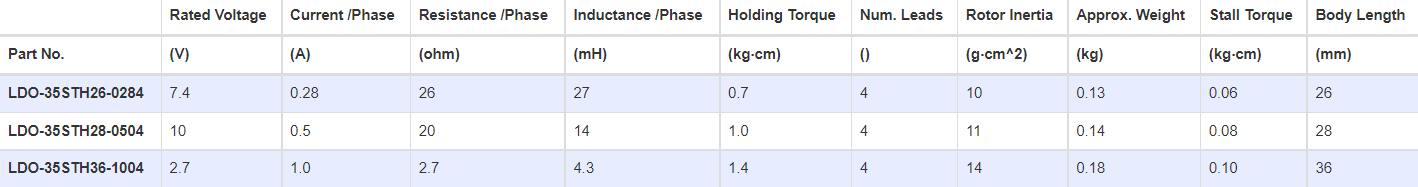 Rated Voltage Current /Phase Resistance /Phase Inductance /Phase Holding Torque Num. Leads Rotor Inertia Approx. Weight Stall Torque Body Length
Part No. (V) (A) (ohm) (mH) (kg·cm) () (g·cm^2) (kg) (kg·cm) (mm)
LDO-35STH26-0284 7.4 0.28 26 27 0.7 4 10 0.13 0.06 26
LDO-35STH28-0504 10 0.5 20 14 1.0 4 11 0.14 0.08 28
LDO-35STH36-1004 2.7 1.0 2.7 4.3 1.4 4 14 0.18 0.10 36